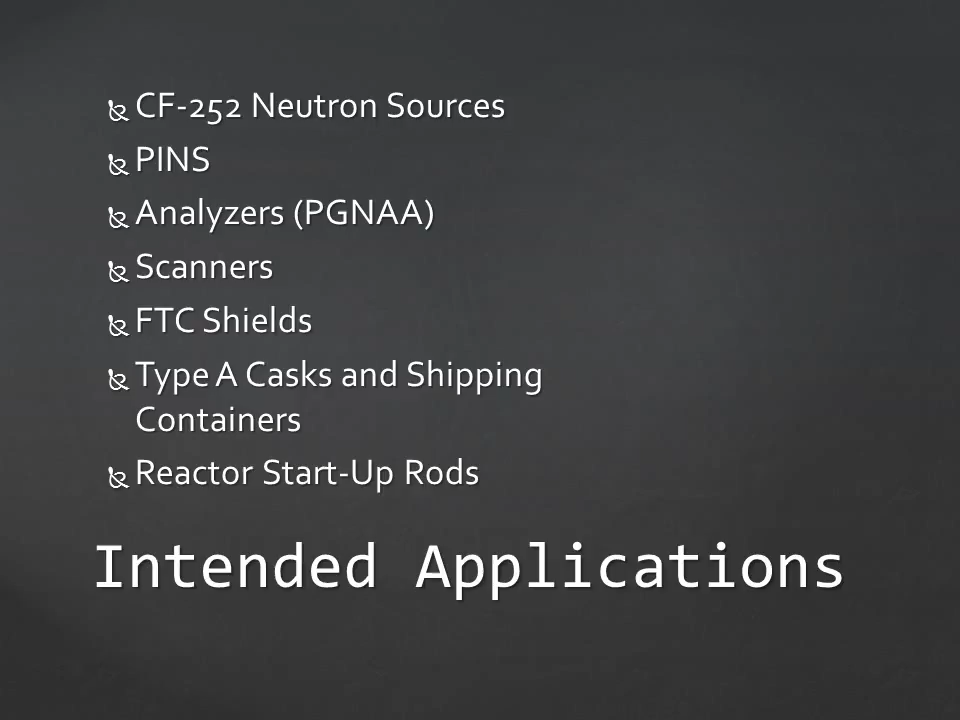 CF-252 Neutron Sources
PINS
Analyzers (PGNAA)
Scanners
FTC Shields
Type A Casks and Shipping
Containers
Reactor Start-Up Rods
Intended Applications